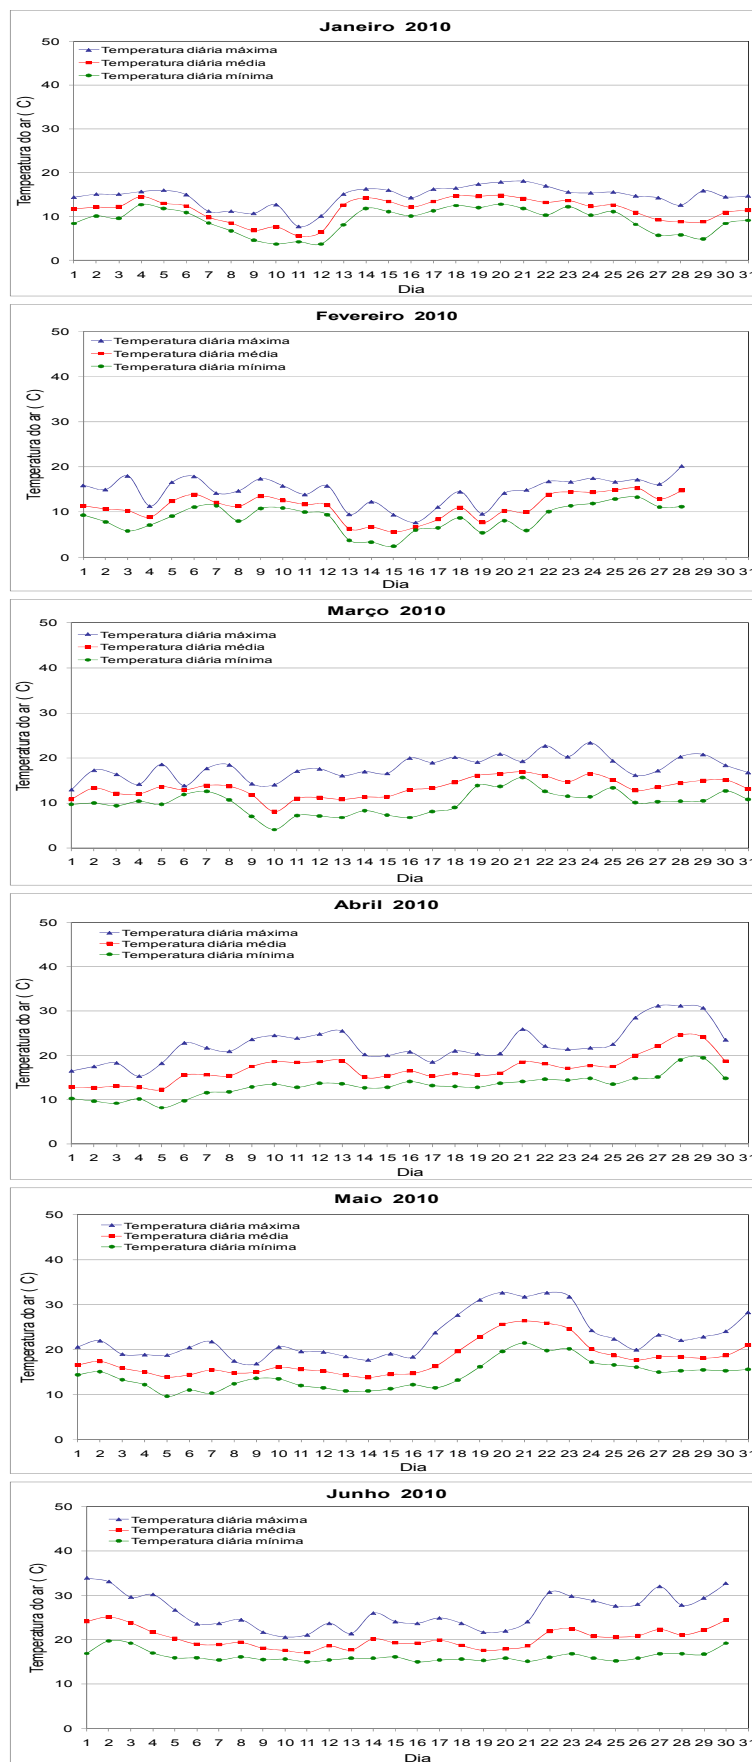 Janeiro 2010
50
40
30
20
10
0
Temperatura do ar ( C)
Temperatura diária máxima
Temperatura diária média
Temperatura diária mínima
1 2 3 4 5 6 7 8 9 10 11 12 13 14 15 16 17 18 19 20 21 22 23 24 25 26 27 28 29 30 31
Dia
Fevereiro 2010
50
40
30
20
10
0
Temperatura do ar ( C)
Temperatura diária máxima
Temperatura diária média
Temperatura diária mínima
1 2 3 4 5 6 7 8 9 10 11 12 13 14 15 16 17 18 19 20 21 22 23 24 25 26 27 28 29 30 31
Dia
Março 2010
50
40
30
20
10
0
Temperatura do ar ( C)
Temperatura diária máxima
Temperatura diária média
Temperatura diária mínima
1 2 3 4 5 6 7 8 9 10 11 12 13 14 15 16 17 18 19 20 21 22 23 24 25 26 27 28 29 30 31
Dia
Abril 2010
50
40
30
20
10
0
Temperatura do ar ( C)
Temperatura diária máxima
Temperatura diária média
Temperatura diária mínima
1 2 3 4 5 6 7 8 9 10 11 12 13 14 15 16 17 18 19 20 21 22 23 24 25 26 27 28 29 30 31
Dia
Maio 2010
50
40
30
20
10
0
Temperatura do ar ( C)
Temperatura diária máxima
Temperatura diária média
Temperatura diária mínima
1 2 3 4 5 6 7 8 9 10 11 12 13 14 15 16 17 18 19 20 21 22 23 24 25 26 27 28 29 30 31
Dia
Junho 2010
50
40
30
20
10
0
Temperatura do ar ( C)
Temperatura diária máxima
Temperatura diária média
Temperatura diária mínima
1 2 3 4 5 6 7 8 9 10 11 12 13 14 15 16 17 18 19 20 21 22 23 24 25 26 27 28 29 30 31
Dia